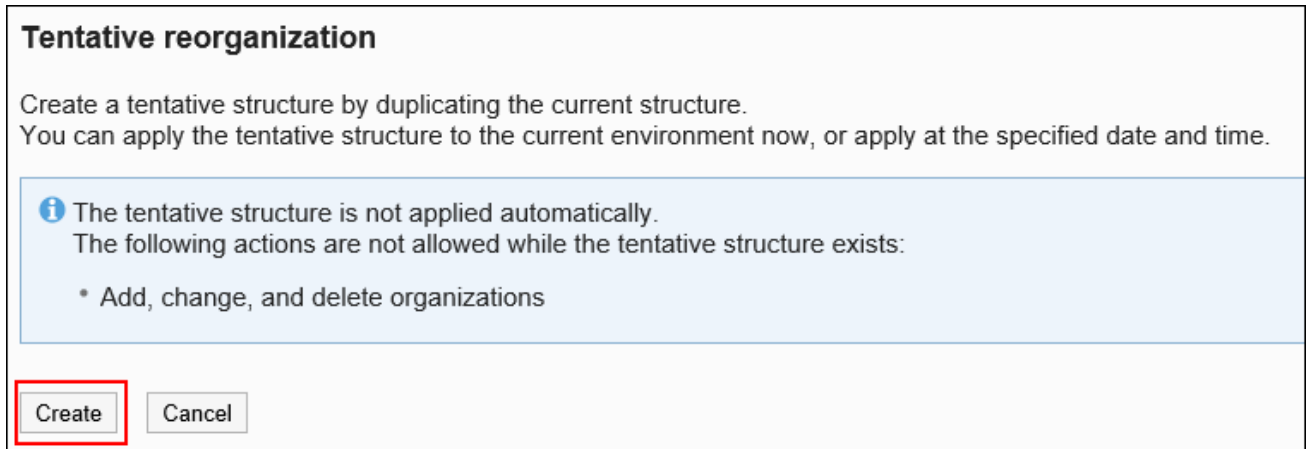 Tentative reorganization
Create a tentative structure by duplicating the current structure.
You can apply the tentative structure to the current environment now, or apply at the specified date and time.
The tentative structure is not applied automatically.
The following actions are not allowed while the tentative structure exists:
• Add, change, and delete organizations
Create Cancel